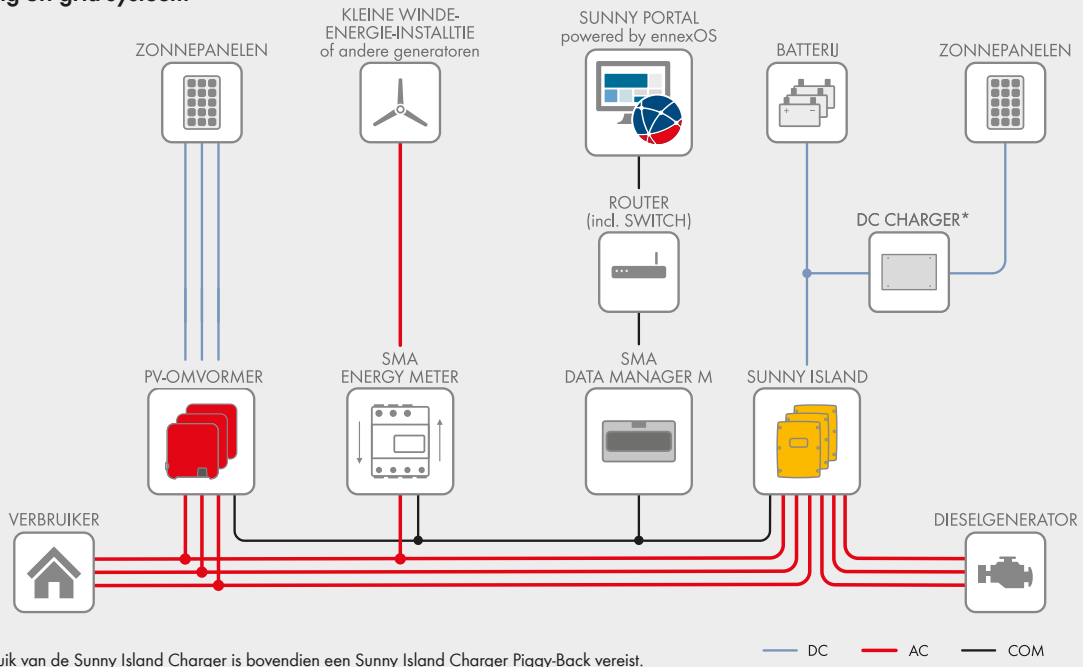 KLEINE WINDE-
ENERGIE-INSTALLTIE
of andere generatoren
SUNNY PORTAL
powered by ennexOS
ZONNEPANELEN
BATTERIJ
ZONNEPANELEN
ROUTER
(incl. SWITCH)
DC CHARGER*
PV-OMVORMER
SMA
ENERGY METER
SMA
DATA MANAGER M
SUNNY ISLAND
VERBRUIKER
DIESELGENERATOR
van de Sunny Island Charger is bovendien een Sunny Island Charger Piggy-Back vereist.
DC
AC
COM